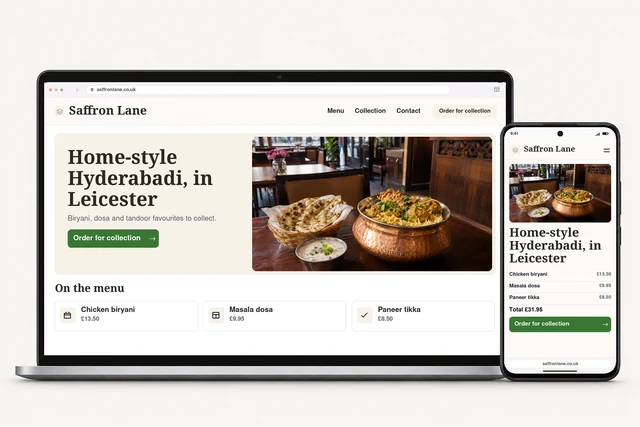 saffronlane.co.uk
Saffron Lane
Menu Collection Contact Order for collection
Home-style
Hyderabadi, in
Leicester
Biryani, dosa and tandoor favourites to collect.
Order for collection →
On the menu
Chicken biryani
£13.50
Masala dosa
£9.95
Paneer tikka
£8.50
9:41
Saffron Lane
Home-style
Hyderabadi, in
Leicester
Chicken biryani £13.50
Masala dosa £9.95
Paneer tikka £8.50
Total £31.95
Order for collection →
saffronlane.co.uk